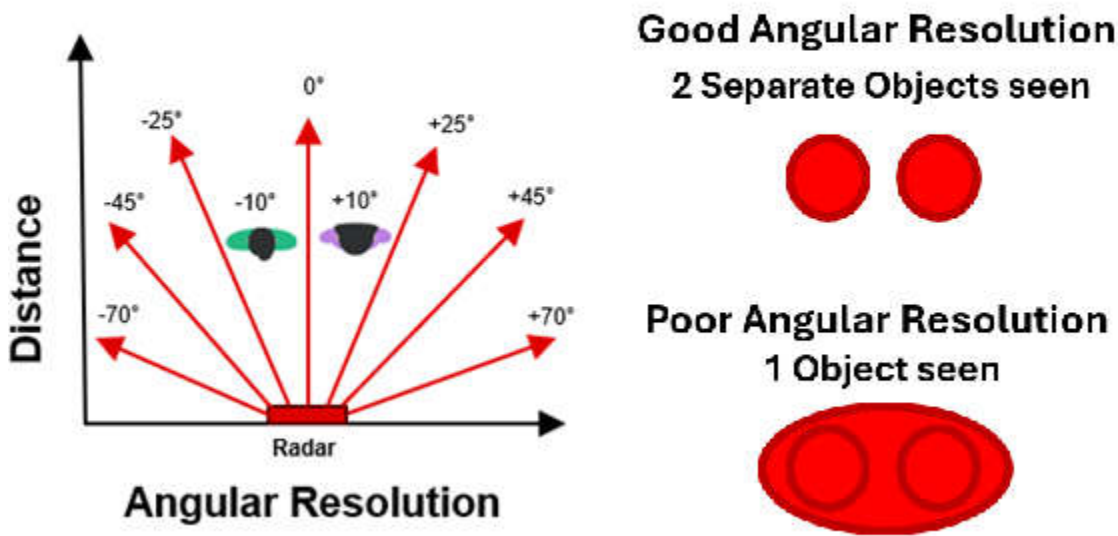 0°
-25°
+25°
-45°
-10°
+10°
+45°
-70°
+70°
Distance
Radar
Angular Resolution
Good Angular Resolution
2 Separate Objects seen
Poor Angular Resolution
1 Object seen